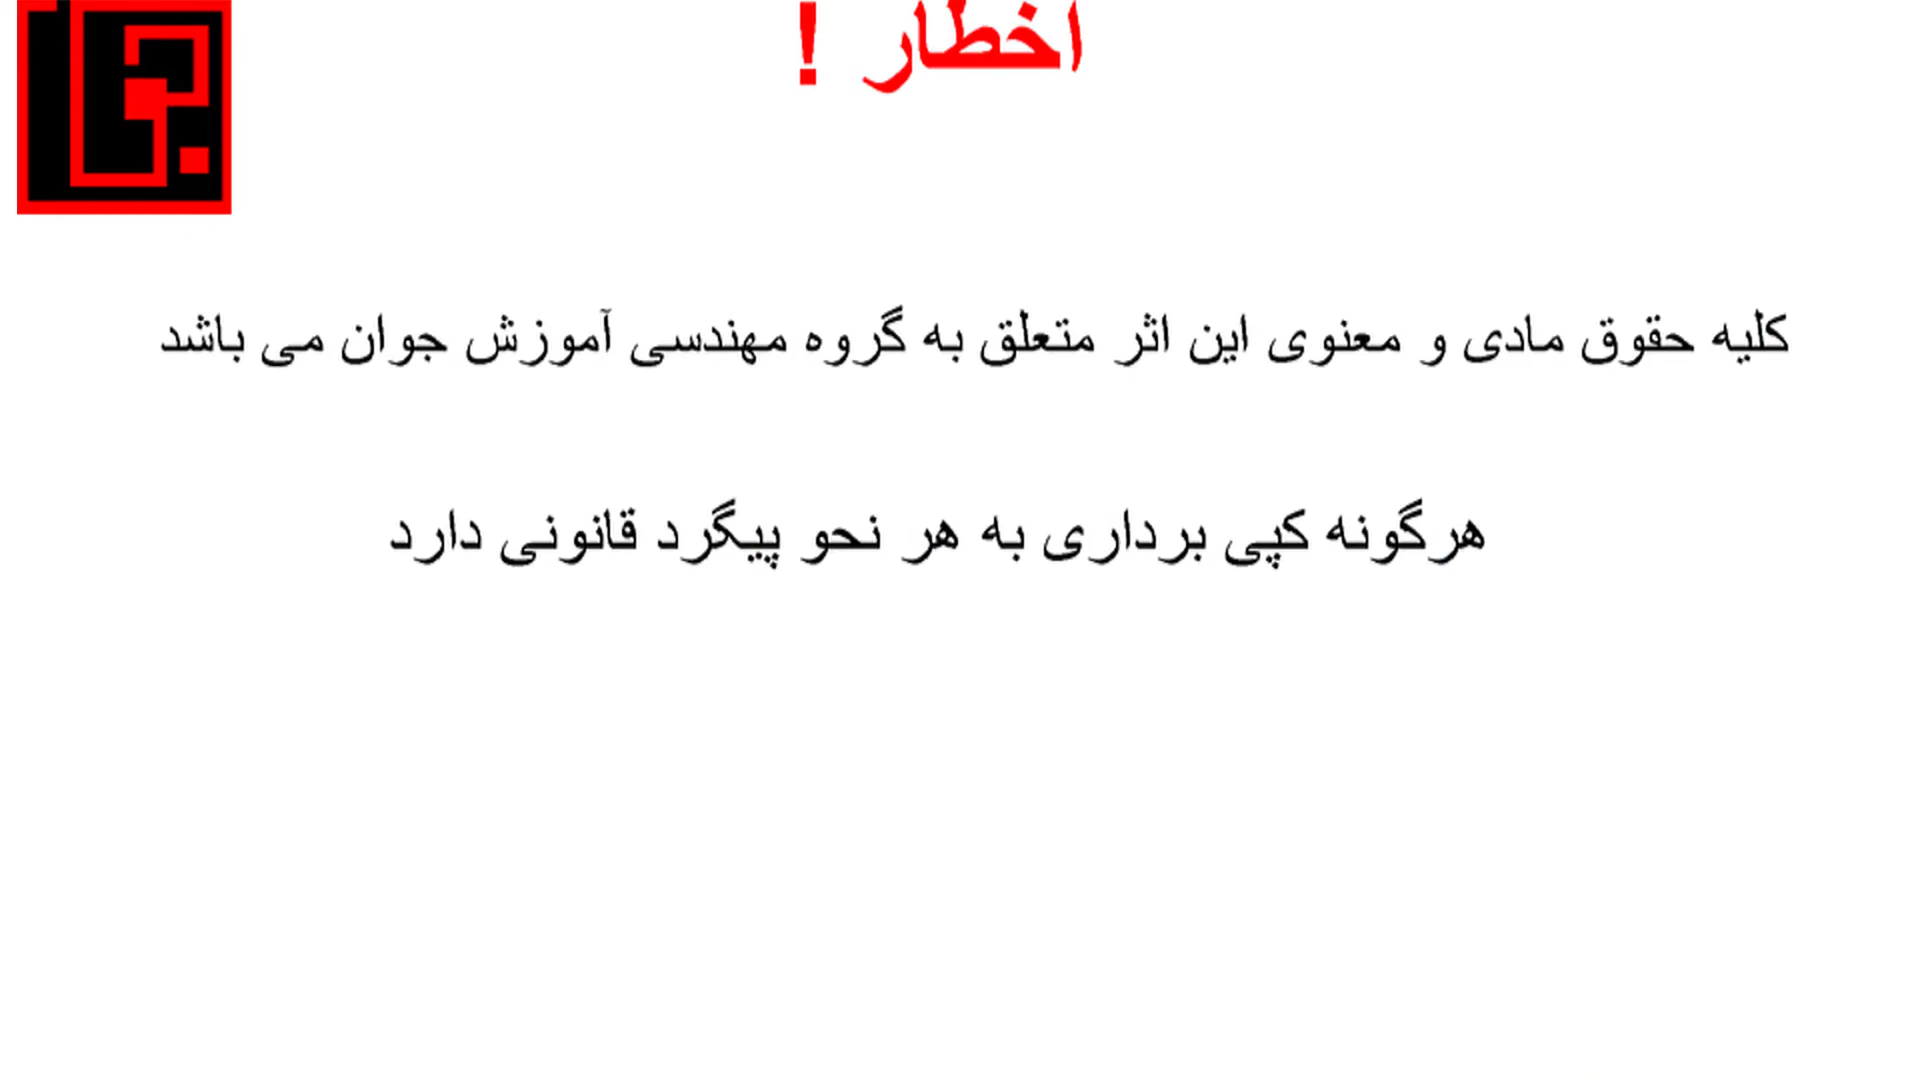 اخطار !
کلیه حقوق مادی و معنوی این اثر متعلق به گروه مهندسی آموزش جوان می باشد
هرگونه کپی برداری به هر نحو پیگرد قانونی دارد